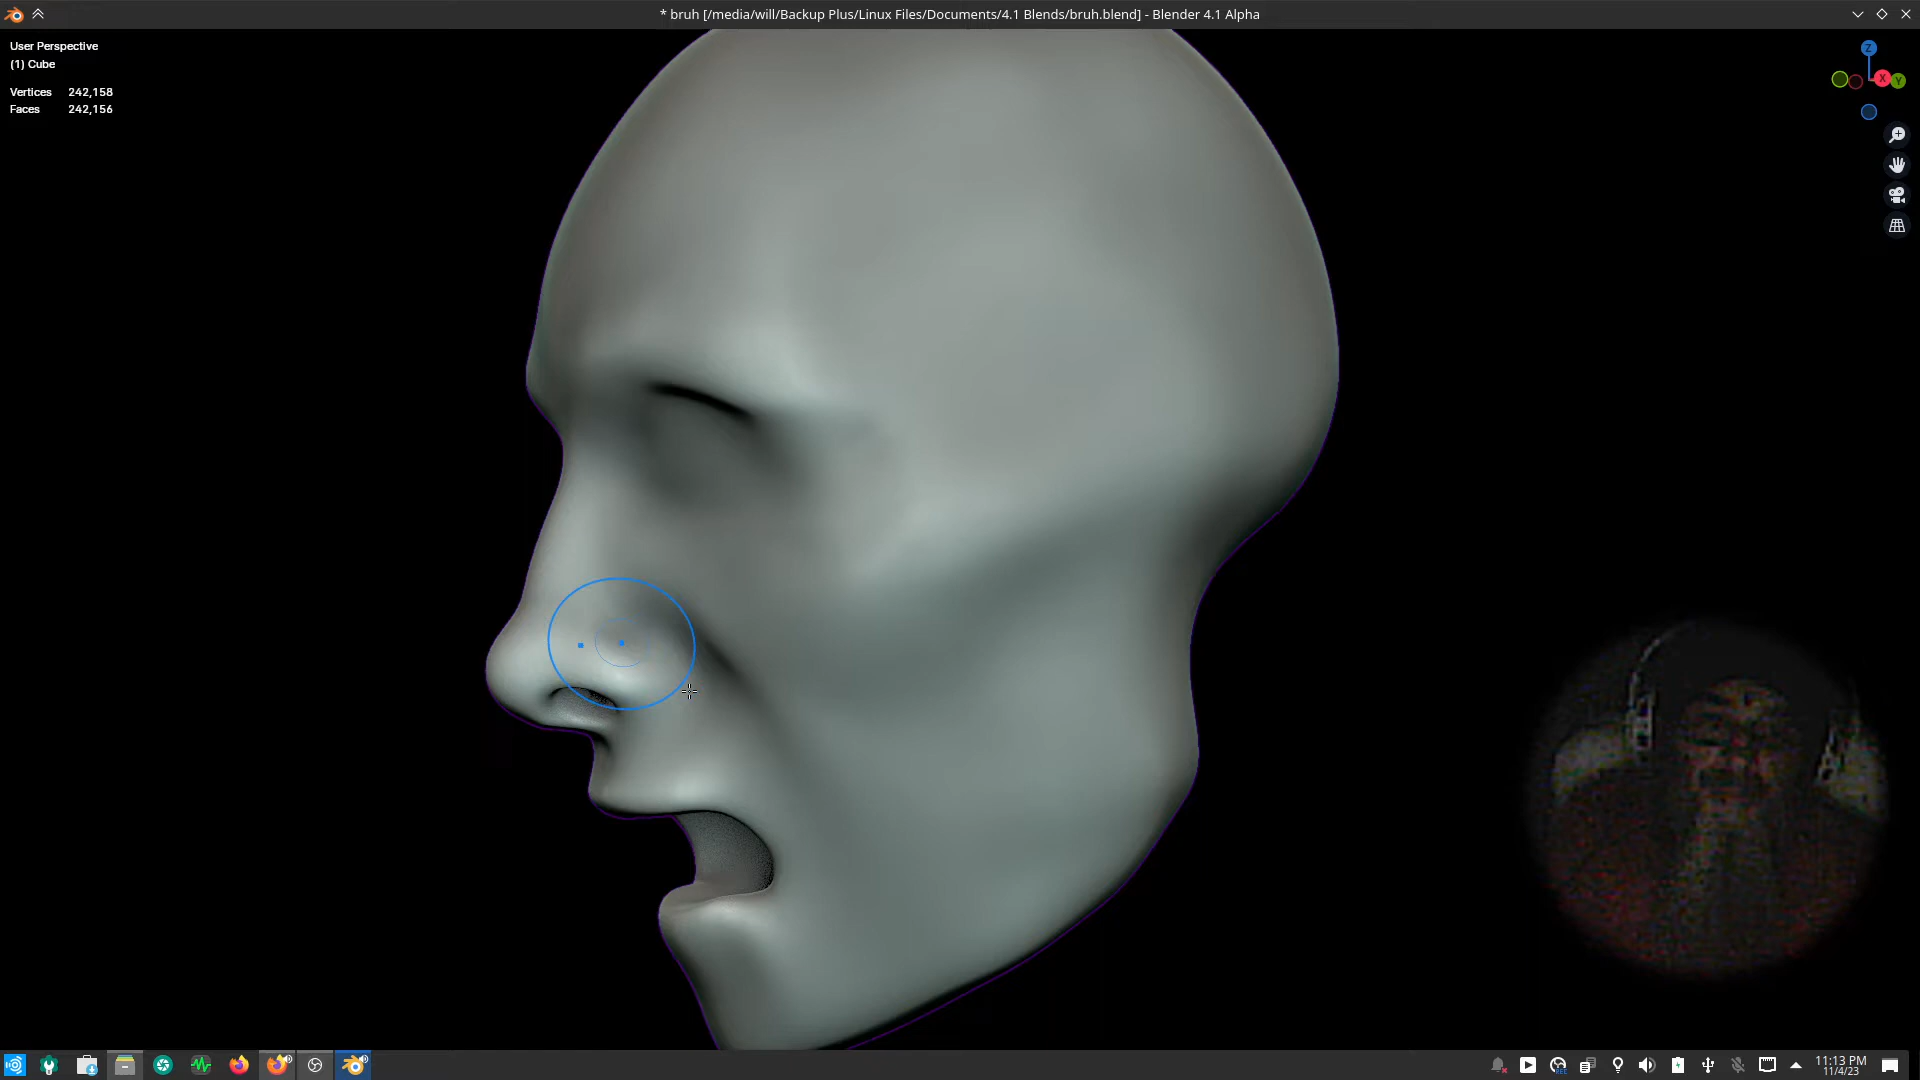 * bruh [/media/will/Backup Plus/Linux Files/Documents/4.1 Blends/bruh.blend] - Blender 4.1 Alpha
User Perspective
(1) Cube
Vertices 242,158
Faces 242,156
Z
X
Y
REC
11:13 PM
11/4/23